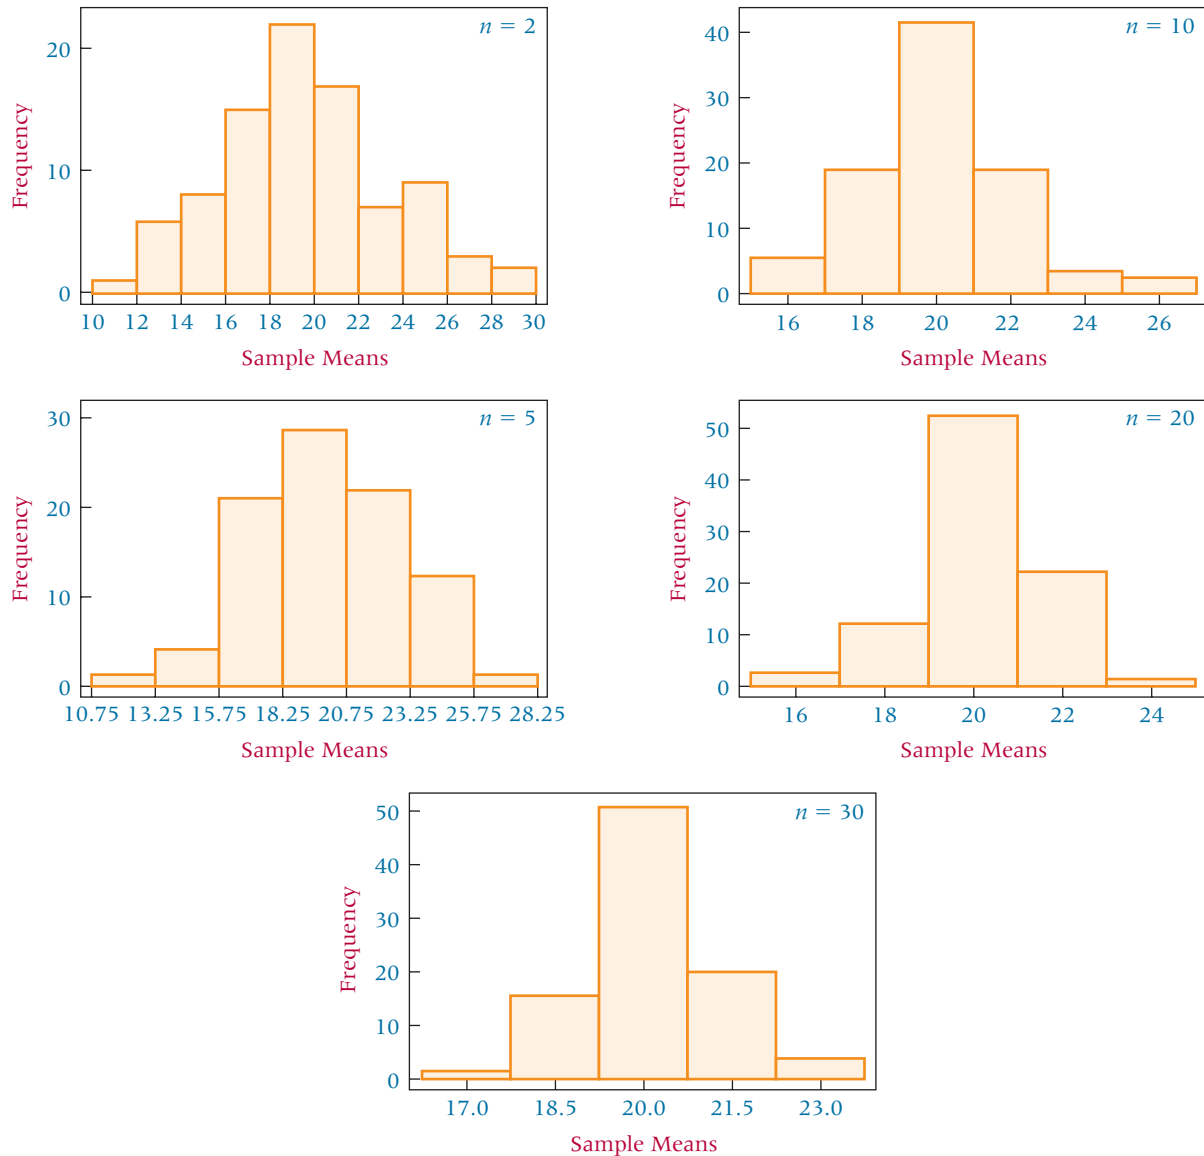 n = 2
Frequency
20
10
0
10 12 14 16 18 20 22 24 26 28 30
Sample Means
n = 10
Frequency
40
30
20
10
0
16 18 20 22 24 26
Sample Means
n = 5
Frequency
30
20
10
0
10.75 13.25 15.75 18.25 20.75 23.25 25.75 28.25
Sample Means
n = 20
Frequency
50
40
30
20
10
0
16 18 20 22 24
Sample Means
n = 30
Frequency
50
40
30
20
10
0
17.0 18.5 20.0 21.5 23.0
Sample Means